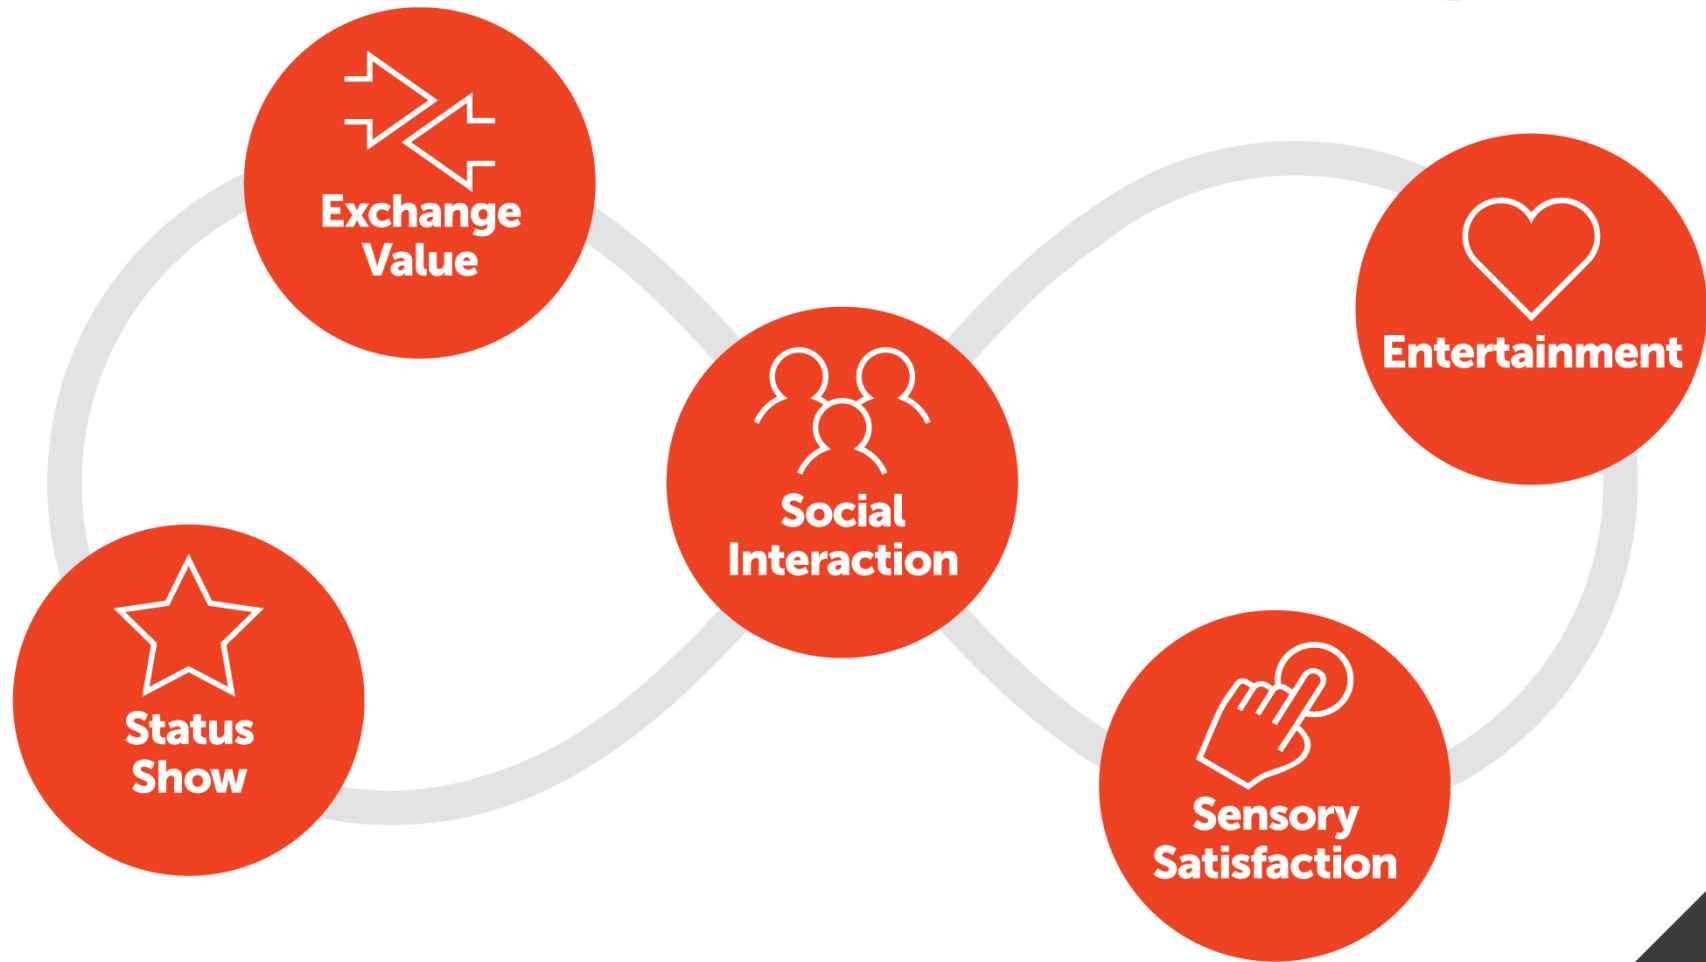 Exchange
Value
Entertainment
Social
Interaction
Status
Show
Sensory
Satisfaction